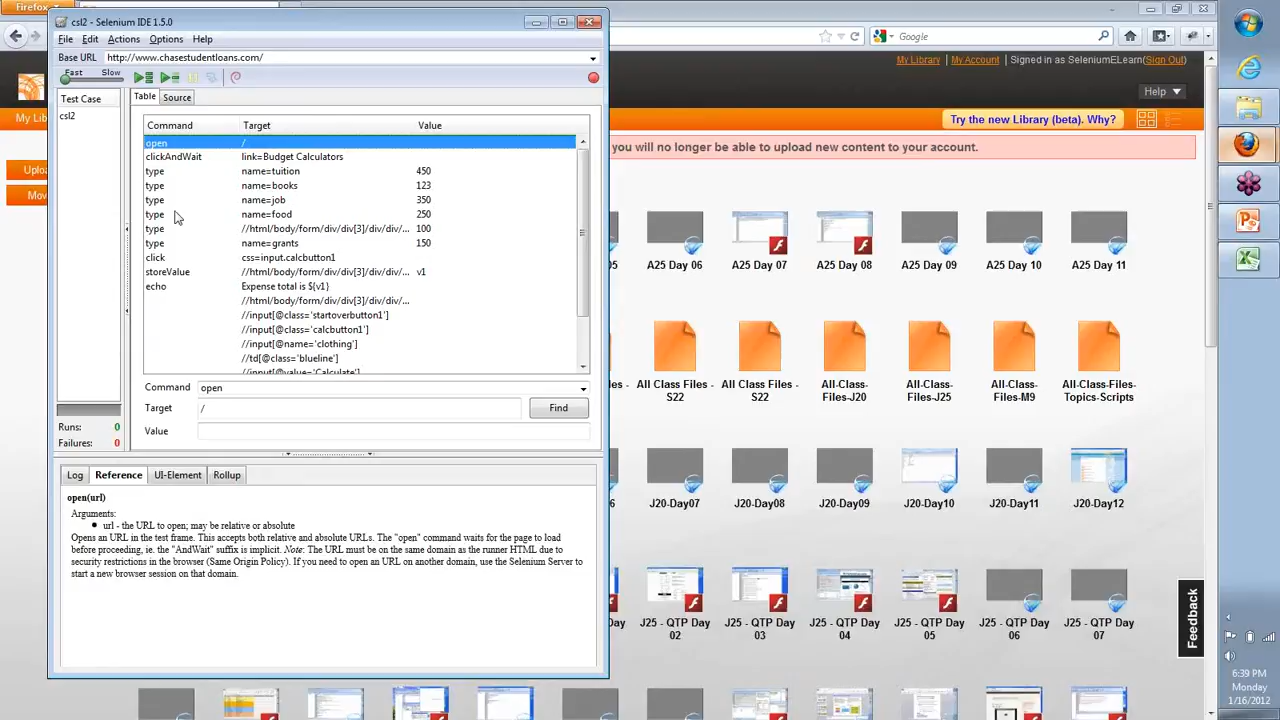 Firefox
csl2 - Selenium IDE 1.5.0
File Edit Actions Options Help
Base URL http://www.chasestudentloans.com/
Fast Slow
Google
My Library My Account Signed in as SeleniumELearn(Sign Out)
Help
Test Case
Table Source
csl2
Command Target Value
open /
clickAndWait link=Budget Calculators
type name=tuition 450
type name=books 123
type name=job 350
type name=food 250
type //html/body/form/div/div[3]/div/div/... 100
type name=grants 150
click css=input.calcbutton1
storeValue //html/body/form/div/div[3]/div/div/... v1
echo Expense total is ${v1}
//html/body/form/div/div[3]/div/div/...
//input[@class='startoverbutton1']
//input[@class='calcbutton1']
//input[@name='clothing']
//td[@class='blueline']
//input[@value='Calculate']
Command open
Target / Find
Value
Runs: 0
Failures: 0
Log Reference UI-Element Rollup
open(url)
Arguments:
• url - the URL to open; may be relative or absolute
Opens an URL in the test frame. This accepts both relative and absolute URLs. The "open" command waits for the page to load
before proceeding, ie. the "AndWait" suffix is implicit. Note: The URL must be on the same domain as the runner HTML due to
security restrictions in the browser (Same Origin Policy). If you need to open an URL on another domain, use the Selenium Server to
start a new browser session on that domain.
My Lib
Try the new Library (beta). Why?
you will no longer be able to upload new content to your account.
Uploa
Mov
05 A25 Day 06 A25 Day 07 A25 Day 08 A25 Day 09 A25 Day 10 A25 Day 11
s - All Class Files - S22 All Class Files - S22 All-Class-Files-J20 All-Class-Files-J25 All-Class-Files-M9 All-Class-Files-Topics-Scripts
06 J20-Day07 J20-Day08 J20-Day09 J20-Day10 J20-Day11 J20-Day12
Day J25 - QTP Day 02 J25 - QTP Day 03 J25 - QTP Day 04 J25 - QTP Day 05 J25 - QTP Day 06 J25 - QTP Day 07
Feedback
6:39 PM
Monday
1/16/2012